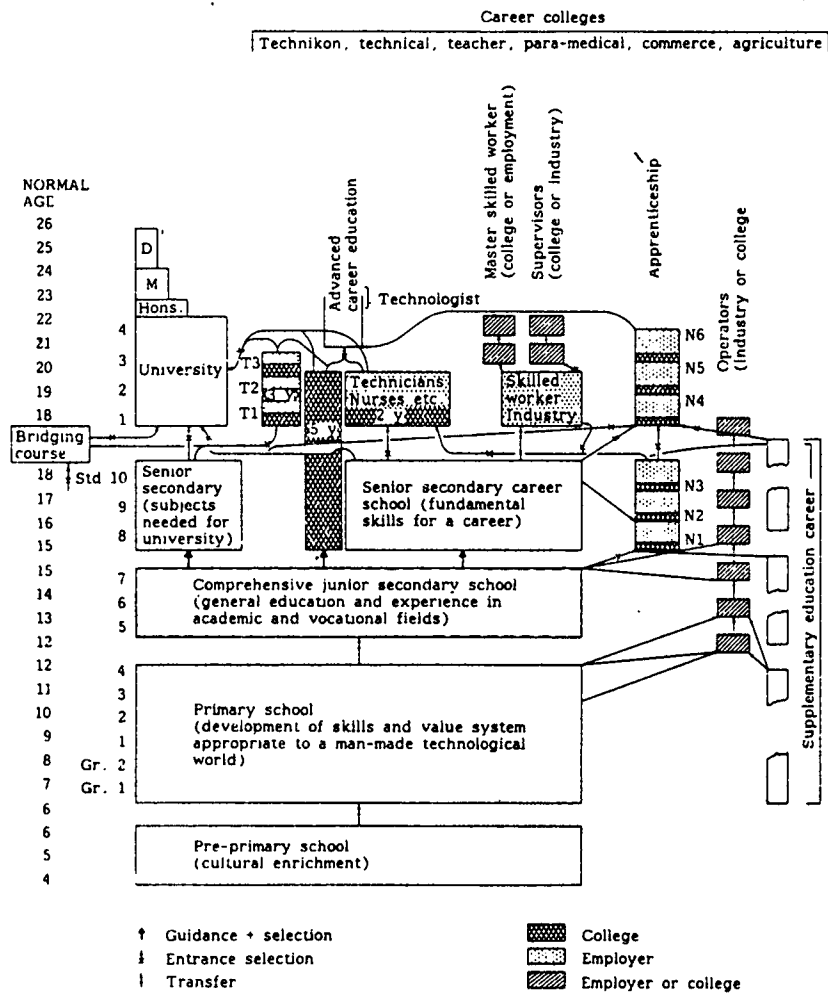 Career colleges
Technikon, technical, teacher, para-medical, commerce, agriculture
NORMAL
AGE
26
25
24
23
22
21
20
19
18
18
17
16
15
15
14
13
12
12
11
10
9
8
7
6
6
5
4
D
M
Hons.
University
4
3
2
1
T3
T2
T1
3 y.
5 y.
Advanced
career education
} Technologist
Technicians
Nurses etc.
2 y.
Master skilled worker
(college or employment)
Supervisors
(college or industry)
Skilled
worker
Industry
Apprenticeship
N6
N5
N4
N3
N2
N1
Operators
(industry or college)
Supplementary education career
Bridging
course
Std 10
9
8
Senior
secondary
(subjects
needed for
university)
Senior secondary career
school (fundamental
skills for a career)
7
6
5
Comprehensive junior secondary school
(general education and experience in
academic and vocational fields)
4
3
2
1
Gr. 2
Gr. 1
Primary school
(development of skills and value system
appropriate to a man-made technological
world)
Pre-primary school
(cultural enrichment)
Guidance + selection
Entrance selection
Transfer
College
Employer
Employer or college